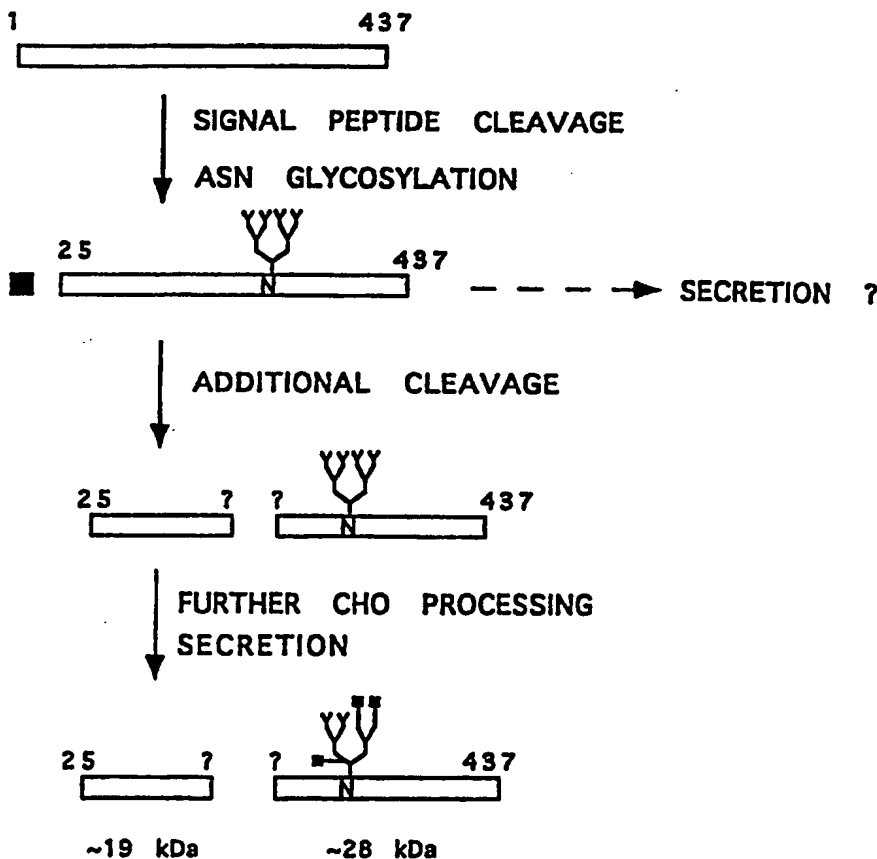 1 437
SIGNAL PEPTIDE CLEAVAGE
ASN GLYCOSYLATION
25 437
N
SECRETION ?
ADDITIONAL CLEAVAGE
25 ? ? 437
N
FURTHER CHO PROCESSING
SECRETION
25 ? ? 437
N
~19 kDa ~28 kDa